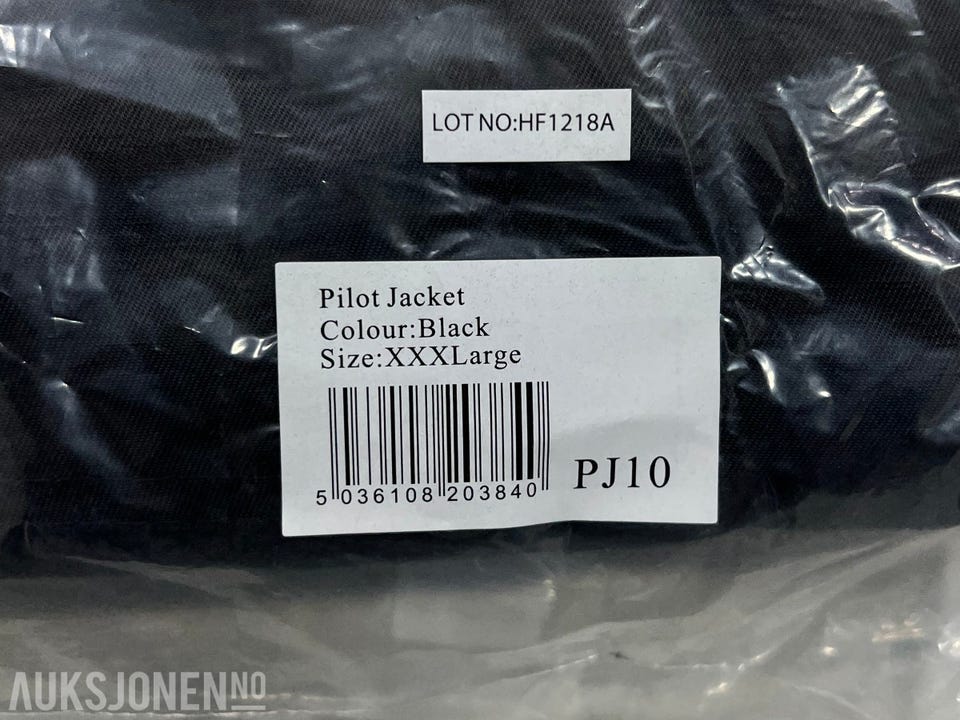 LOT NO:HF1218A
Pilot Jacket
Colour:Black
Size:XXXLarge
5 036108 203840
PJ10
AUKSJONEN NO